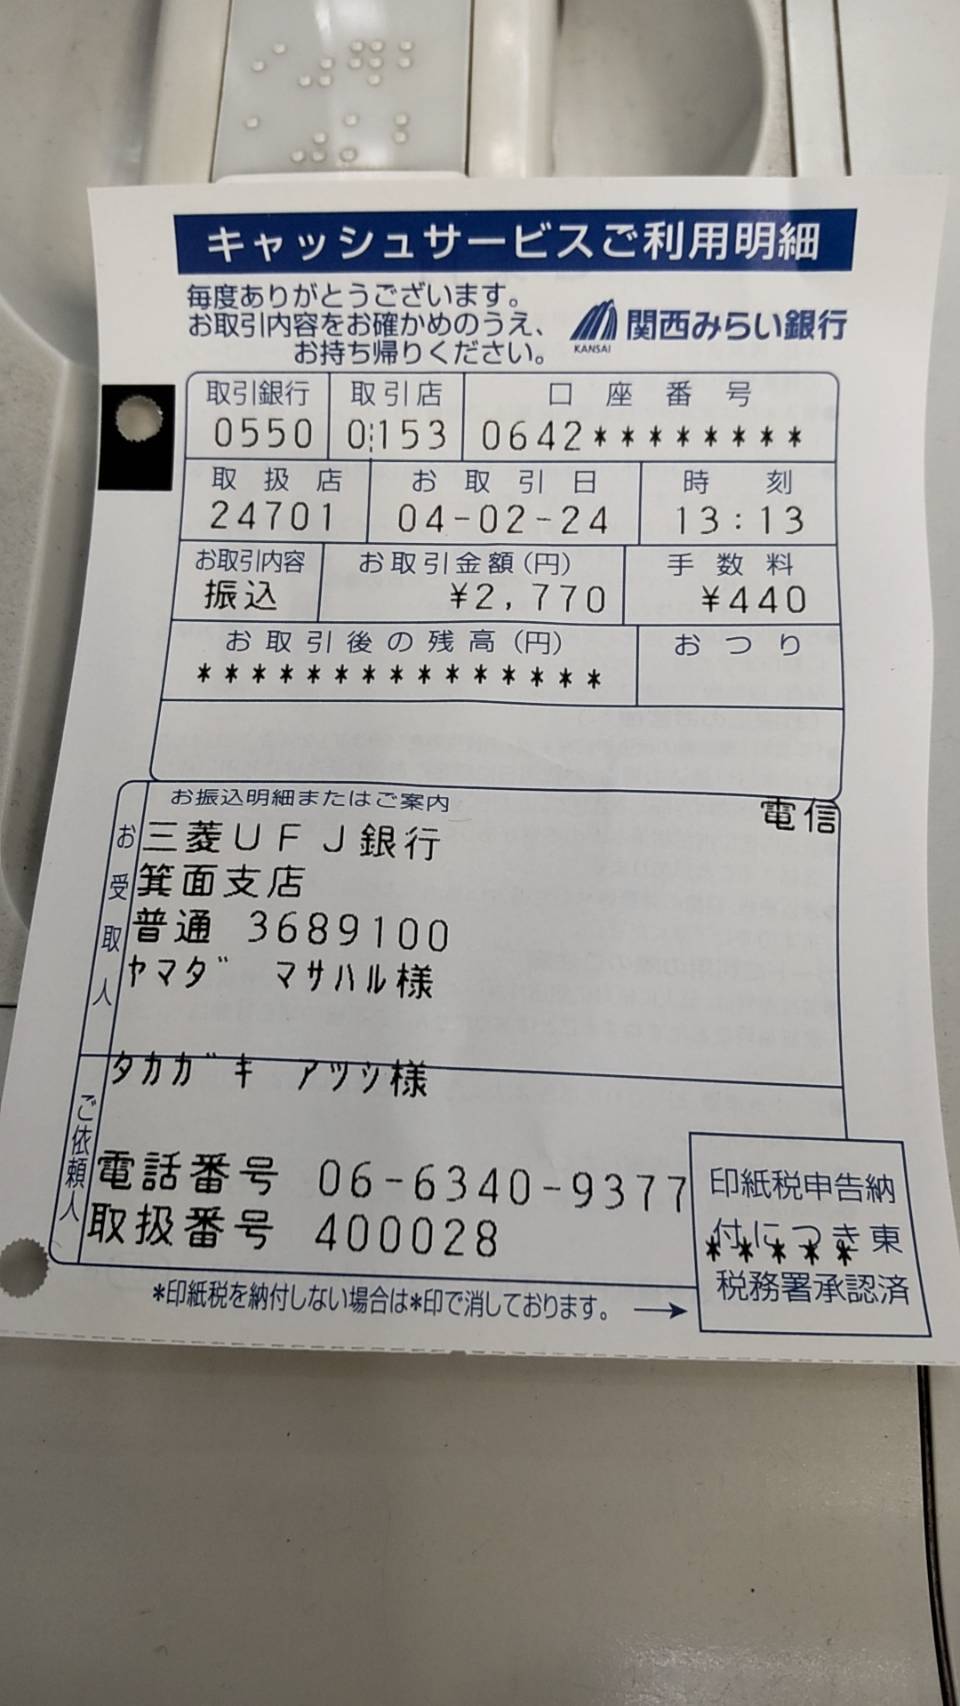 キャッシュサービスご利用明細
毎度ありがとうございます。
お取引内容をお確かめのうえ、
お持ち帰りください。
KANSAI
関西みらい銀行
取引銀行 取引店 口座番号
0550 0153 0642********
取扱店 お取引日 時刻
24701 04-02-24 13:13
お取引内容 お取引金額(円) 手数料
振込 ¥2,770 ¥440
お取引後の残高(円) おつり
***************
お振込明細またはご案内
電信
お受取人
三菱UFJ銀行
箕面支店
普通 3689100
ヤマダ マサハル様
ご依頼人
タカガキ アツシ様
電話番号 06-6340-9377
取扱番号 400028
印紙税申告納
付につき東
*****
税務署承認済
*印紙税を納付しない場合は*印で消しております。 →